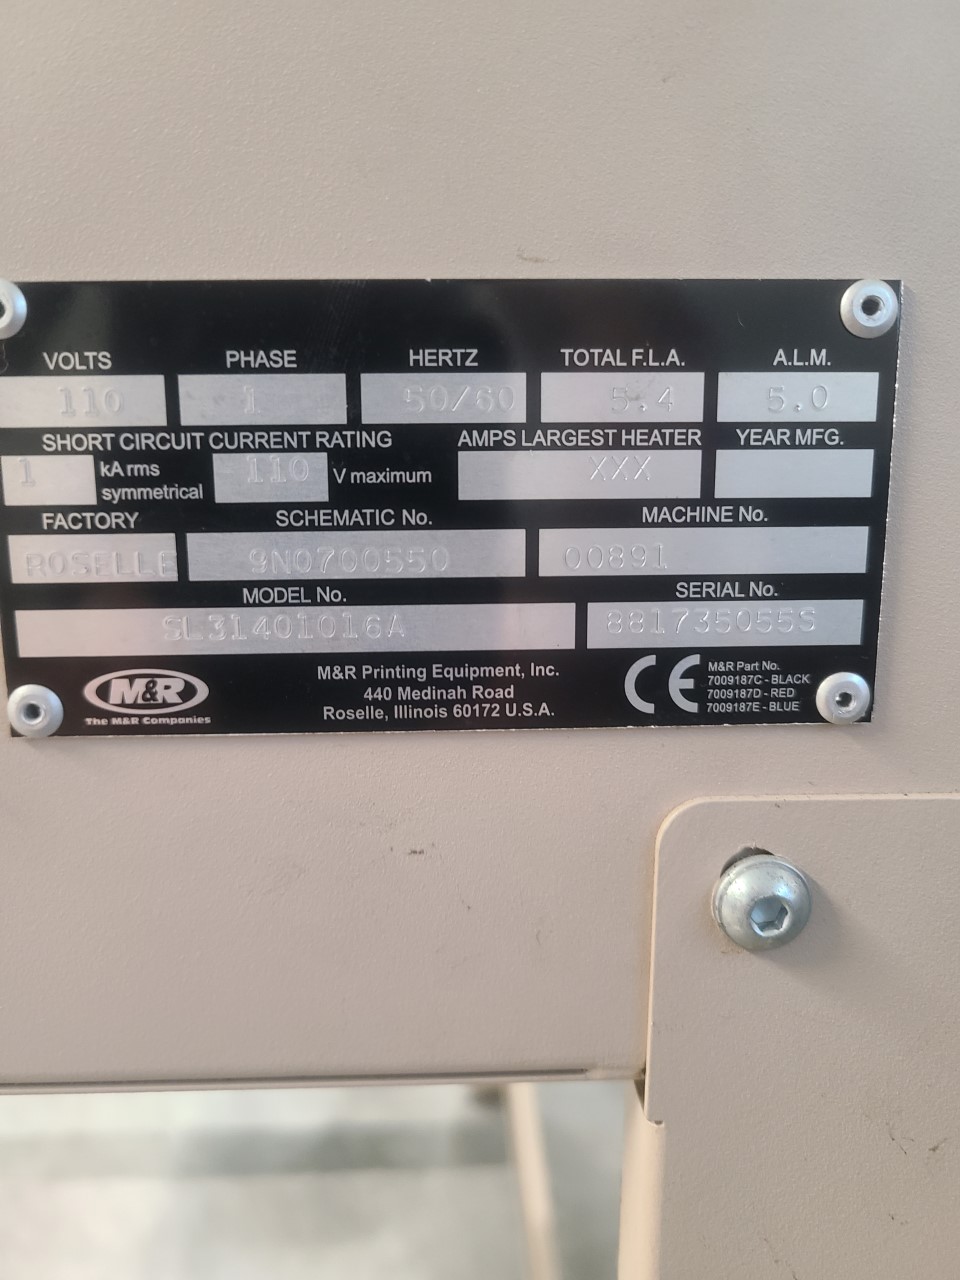 VOLTS PHASE HERTZ TOTAL F.L.A. A.L.M.
110 1 50/60 5.4 5.0
SHORT CIRCUIT CURRENT RATING AMPS LARGEST HEATER YEAR MFG.
1 kA rms symmetrical 110 V maximum XXX
FACTORY SCHEMATIC No. MACHINE No.
ROSELLE 9N0700550 00891
MODEL No. SERIAL No.
SL31401016A 881735055S
M&R
The M&R Companies
M&R Printing Equipment, Inc.
440 Medinah Road
Roselle, Illinois 60172 U.S.A.
CE
M&R Part No.
7009187C - BLACK
7009187D - RED
7009187E - BLUE